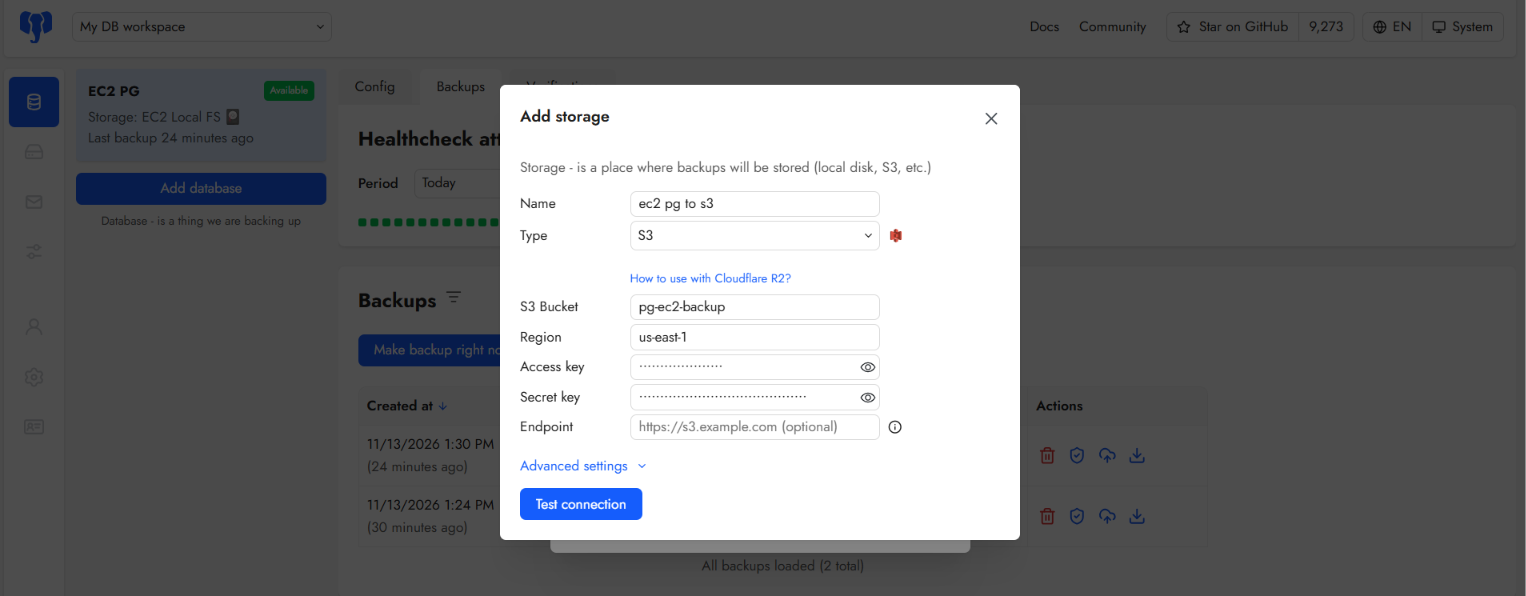 My DB workspace
Docs
Community
Star on GitHub
9,273
EN
System
EC2 PG
Available
Storage: EC2 Local FS
Last backup 24 minutes ago
Add database
Database - is a thing we are backing up
Config
Backups
Healthcheck att
Period
Today
Backups
Make backup right no
Created at
Actions
11/13/2026 1:30 PM
(24 minutes ago)
11/13/2026 1:24 PM
(30 minutes ago)
All backups loaded (2 total)
Add storage
Storage - is a place where backups will be stored (local disk, S3, etc.)
Name
ec2 pg to s3
Type
S3
How to use with Cloudflare R2?
S3 Bucket
pg-ec2-backup
Region
us-east-1
Access key
Secret key
Endpoint
https://s3.example.com (optional)
Advanced settings
Test connection